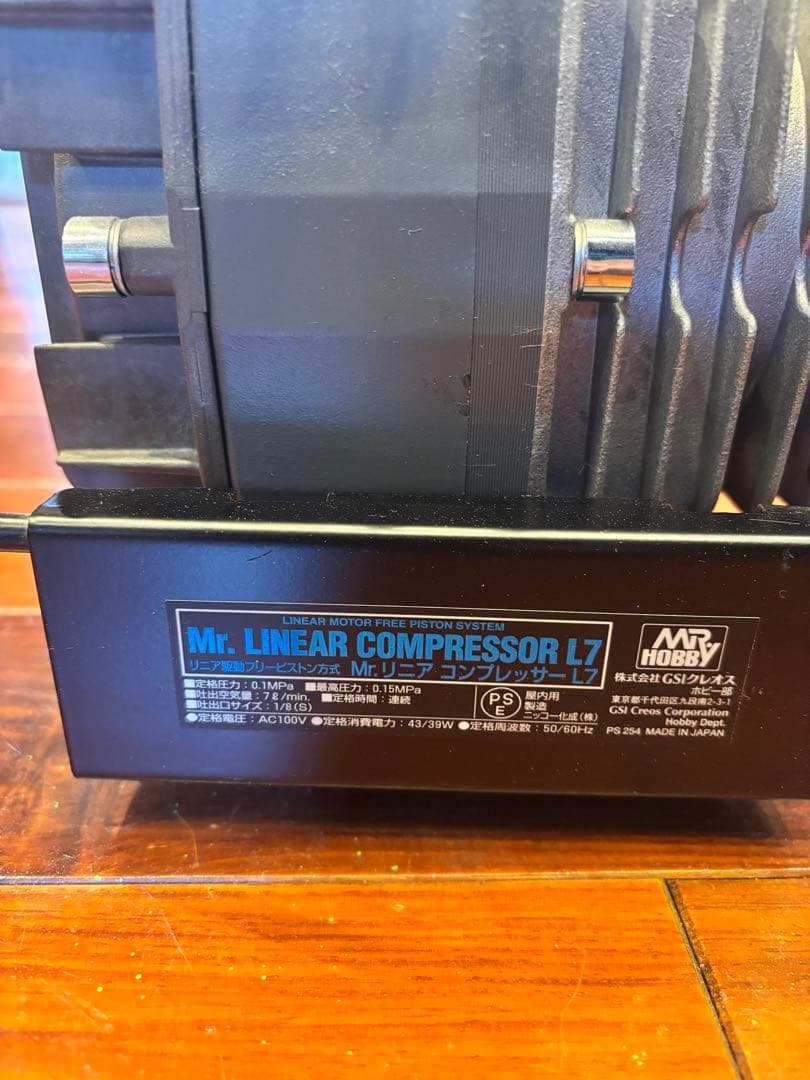 LINEAR MOTOR FREE PISTON SYSTEM
Mr. LINEAR COMPRESSOR L7
リニア駆動フリーピストン方式 Mr.リニア コンプレッサー L7
■定格圧力：0.1MPa ■最高圧力：0.15MPa
■吐出空気量：7ℓ/min. ■定格時間：連続
■吐出口サイズ：1/8(S)
●定格電圧：AC100V ●定格消費電力：43/39W ●定格周波数：50/60Hz
PS
E
屋内用
製造
ニッコー化成(株)
MR
HOBBY
株式会社GSIクレオス
ホビー部
東京都千代田区九段南2-3-1
GSI Creos Corporation
Hobby Dept.
PS 254 MADE IN JAPAN